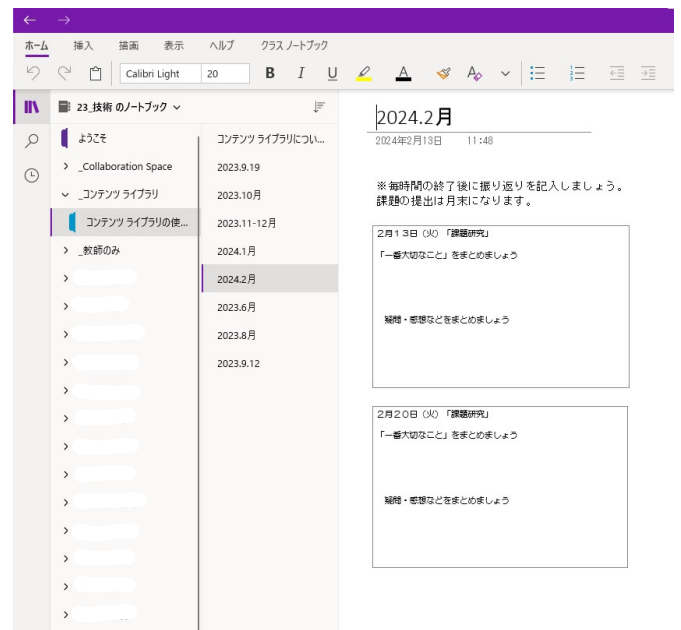 ホーム 挿入 描画 表示 ヘルプ クラス ノートブック
Calibri Light 20 B I U A A
23_技術 のノートブック
ようこそ
_Collaboration Space
_コンテンツ ライブラリ
コンテンツ ライブラリの使...
_教師のみ
コンテンツ ライブラリについ...
2023.9.19
2023.10月
2023.11-12月
2024.1月
2024.2月
2023.6月
2023.8月
2023.9.12
2024.2月
2024年2月13日 11:48
※毎時間の終了後に振り返りを記入しましょう。
課題の提出は月末になります。
2月13日（火）「課題研究」
「一番大切なこと」をまとめましょう
疑問・感想などをまとめましょう
2月20日（火）「課題研究」
「一番大切なこと」をまとめましょう
疑問・感想などをまとめましょう